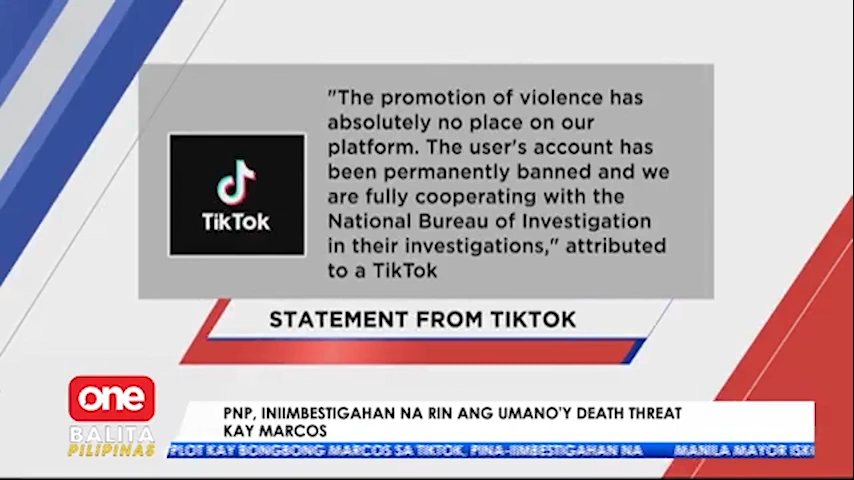 "The promotion of violence has
absolutely no place on our
platform. The user's account has
been permanently banned and we
are fully cooperating with the
National Bureau of Investigation
in their investigations," attributed
to a TikTok
TikTok
STATEMENT FROM TIKTOK
one
BALITA
PILIPINAS
PNP, INIIMBESTIGAHAN NA RIN ANG UMANO'Y DEATH THREAT
KAY MARCOS
PLOT KAY BONGBONG MARCOS SA TIKTOK, PINA-IIMBESTIGAHAN NA MANILA MAYOR ISK